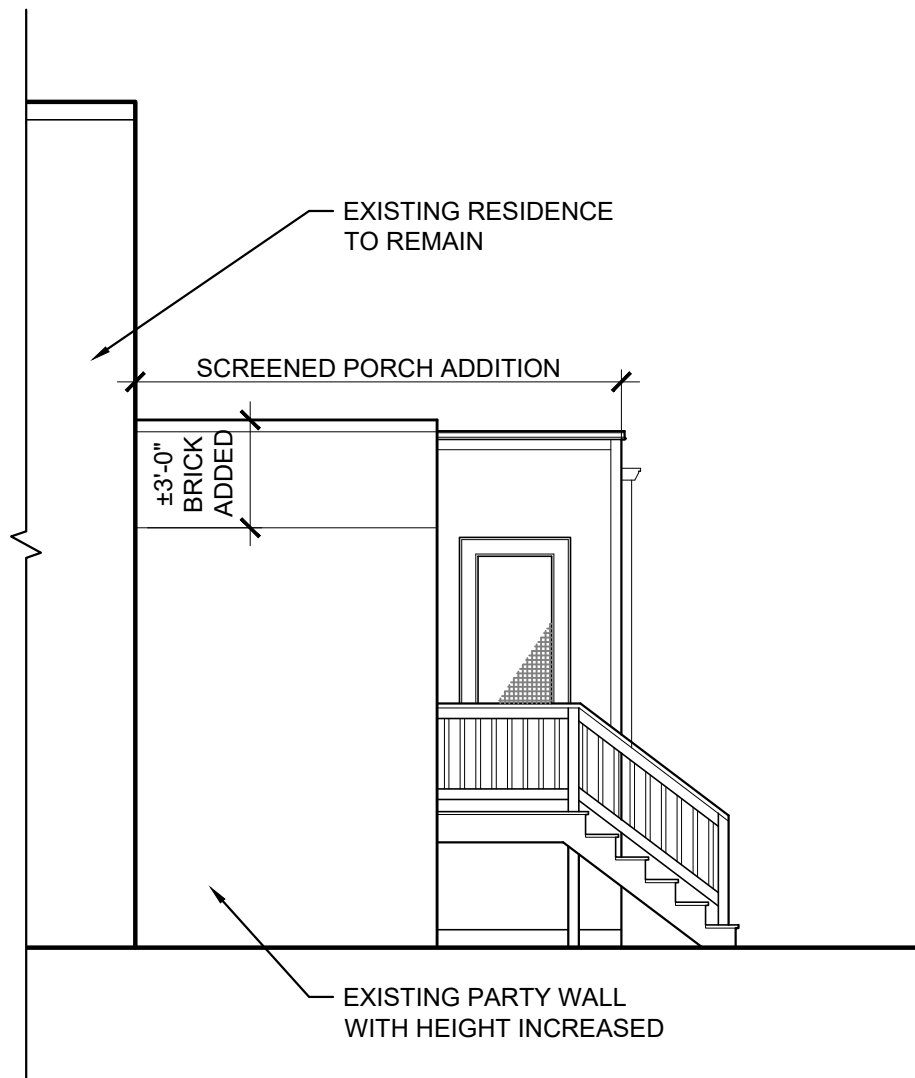 EXISTING RESIDENCE
TO REMAIN
SCREENED PORCH ADDITION
±3'-0"
BRICK
ADDED
EXISTING PARTY WALL
WITH HEIGHT INCREASED